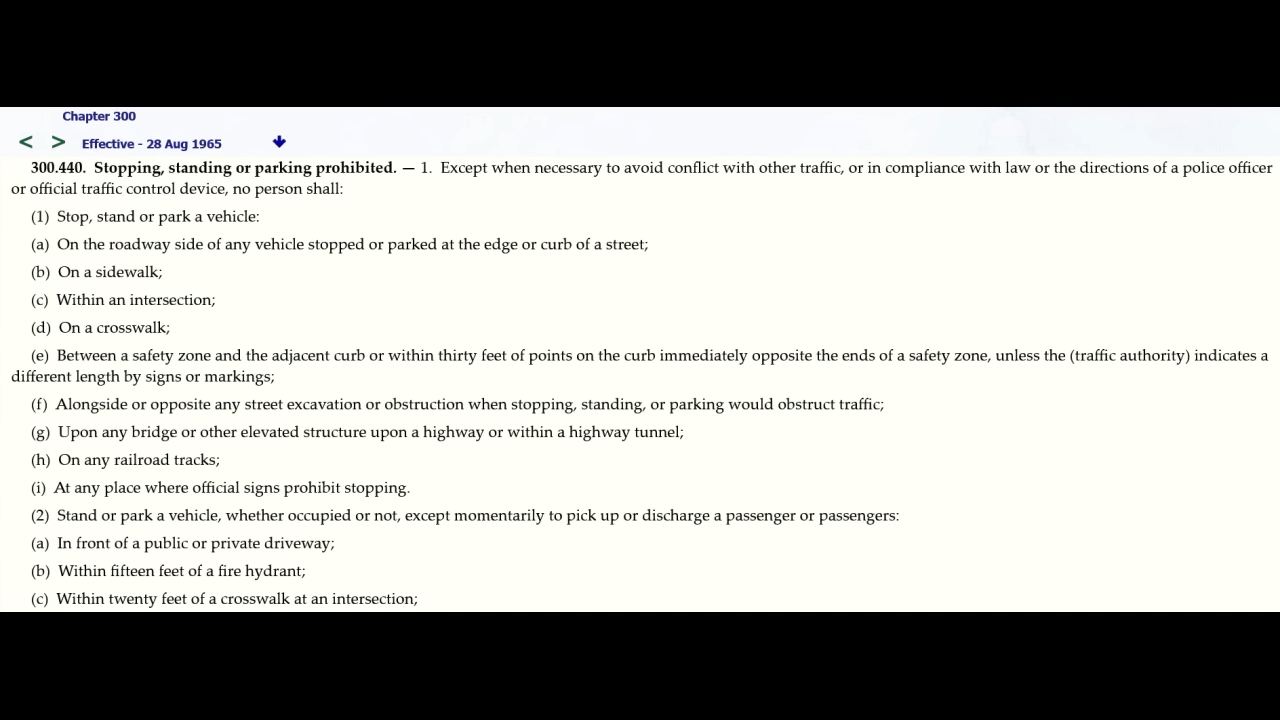 Chapter 300
< > Effective - 28 Aug 1965
300.440. Stopping, standing or parking prohibited. — 1. Except when necessary to avoid conflict with other traffic, or in compliance with law or the directions of a police officer
or official traffic control device, no person shall:
(1) Stop, stand or park a vehicle:
(a) On the roadway side of any vehicle stopped or parked at the edge or curb of a street;
(b) On a sidewalk;
(c) Within an intersection;
(d) On a crosswalk;
(e) Between a safety zone and the adjacent curb or within thirty feet of points on the curb immediately opposite the ends of a safety zone, unless the (traffic authority) indicates a
different length by signs or markings;
(f) Alongside or opposite any street excavation or obstruction when stopping, standing, or parking would obstruct traffic;
(g) Upon any bridge or other elevated structure upon a highway or within a highway tunnel;
(h) On any railroad tracks;
(i) At any place where official signs prohibit stopping.
(2) Stand or park a vehicle, whether occupied or not, except momentarily to pick up or discharge a passenger or passengers:
(a) In front of a public or private driveway;
(b) Within fifteen feet of a fire hydrant;
(c) Within twenty feet of a crosswalk at an intersection;